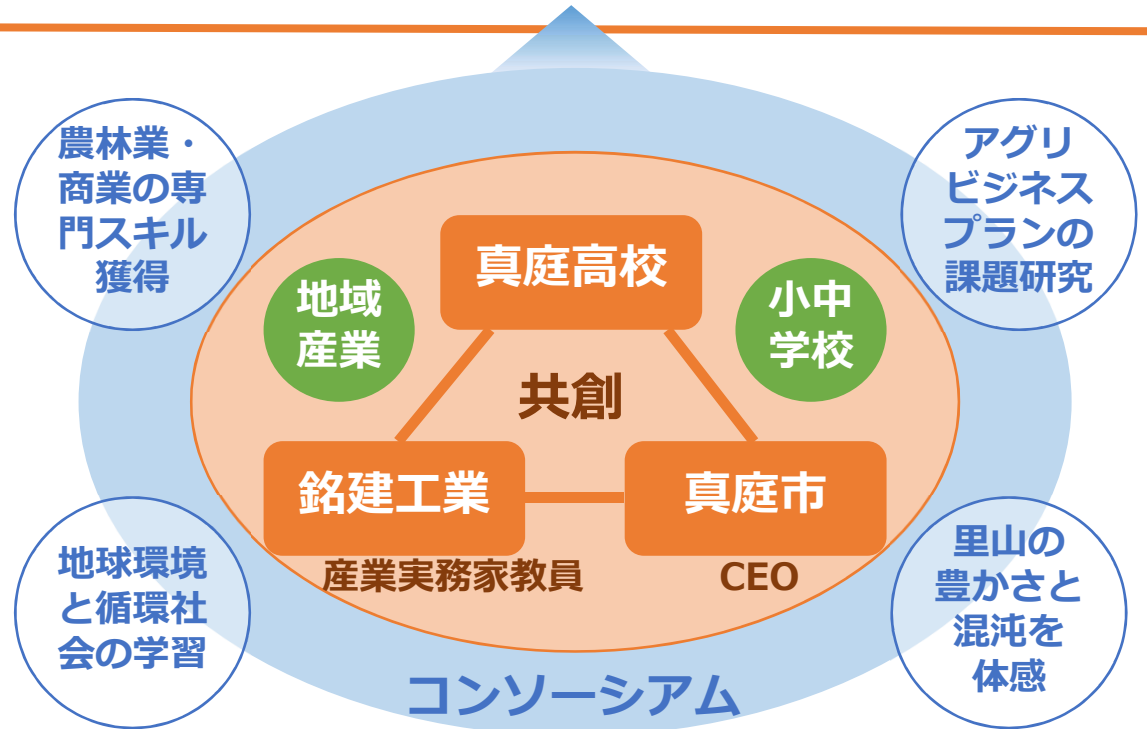 農林業・
商業の専
門スキル
獲得
アグリ
ビジネス
プランの
課題研究
真庭高校
地域
産業
小中
学校
共創
銘建工業
真庭市
産業実務家教員
CEO
地球環境
と循環社
会の学習
里山の
豊かさと
混沌を
体感
コンソーシアム